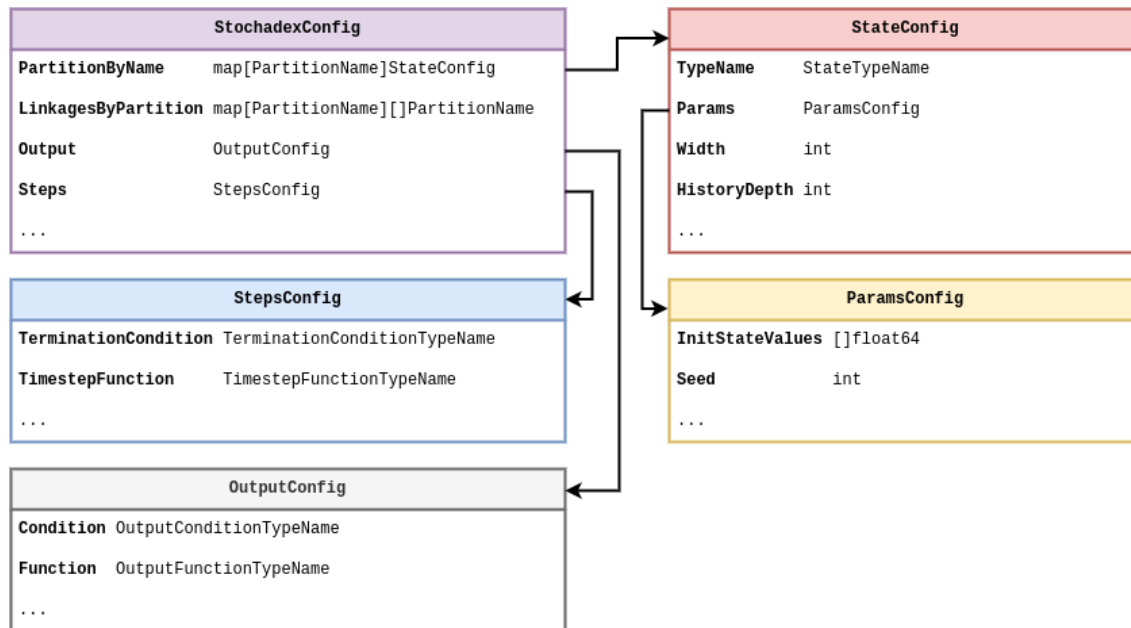 StochadexConfig
PartitionByName map[PartitionName]StateConfig
LinkagesByPartition map[PartitionName][]PartitionName
Output OutputConfig
Steps StepsConfig
...
StateConfig
TypeName StateTypeName
Params ParamsConfig
Width int
HistoryDepth int
...
StepsConfig
TerminationCondition TerminationConditionTypeName
TimestepFunction TimestepFunctionTypeName
...
ParamsConfig
InitStateValues []float64
Seed int
...
OutputConfig
Condition OutputConditionTypeName
Function OutputFunctionTypeName
...